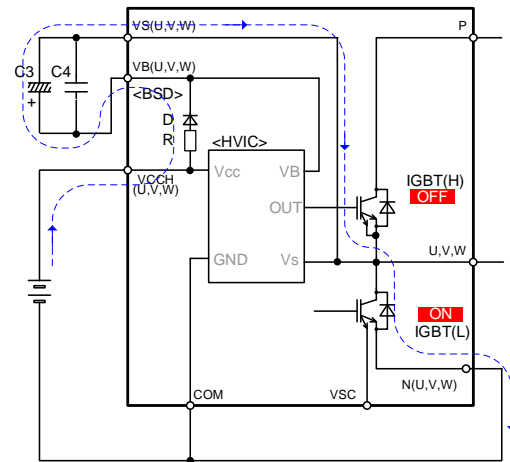 VS(U,V,W)
P
C3
C4
+
VB(U,V,W)
<BSD>
D
R
<HVIC>
VCCH
(U,V,W)
Vcc
VB
IGBT(H)
OFF
OUT
U,V,W
GND
Vs
ON
IGBT(L)
COM
VSC
N(U,V,W)